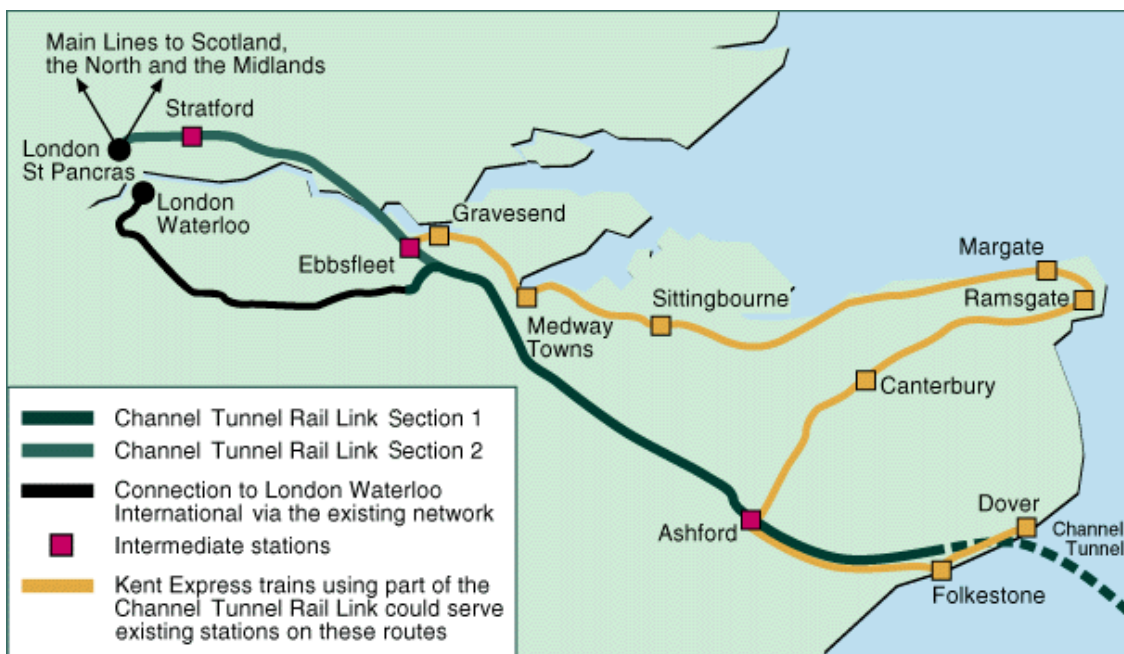 Main Lines to Scotland,
the North and the Midlands
Stratford
London
St Pancras
London
Waterloo
Gravesend
Ebbsfleet
Margate
Sittingbourne
Ramsgate
Medway
Towns
Canterbury
Dover
Ashford
Channel
Tunnel
Folkestone
Channel Tunnel Rail Link Section 1
Channel Tunnel Rail Link Section 2
Connection to London Waterloo
International via the existing network
Intermediate stations
Kent Express trains using part of the
Channel Tunnel Rail Link could serve
existing stations on these routes